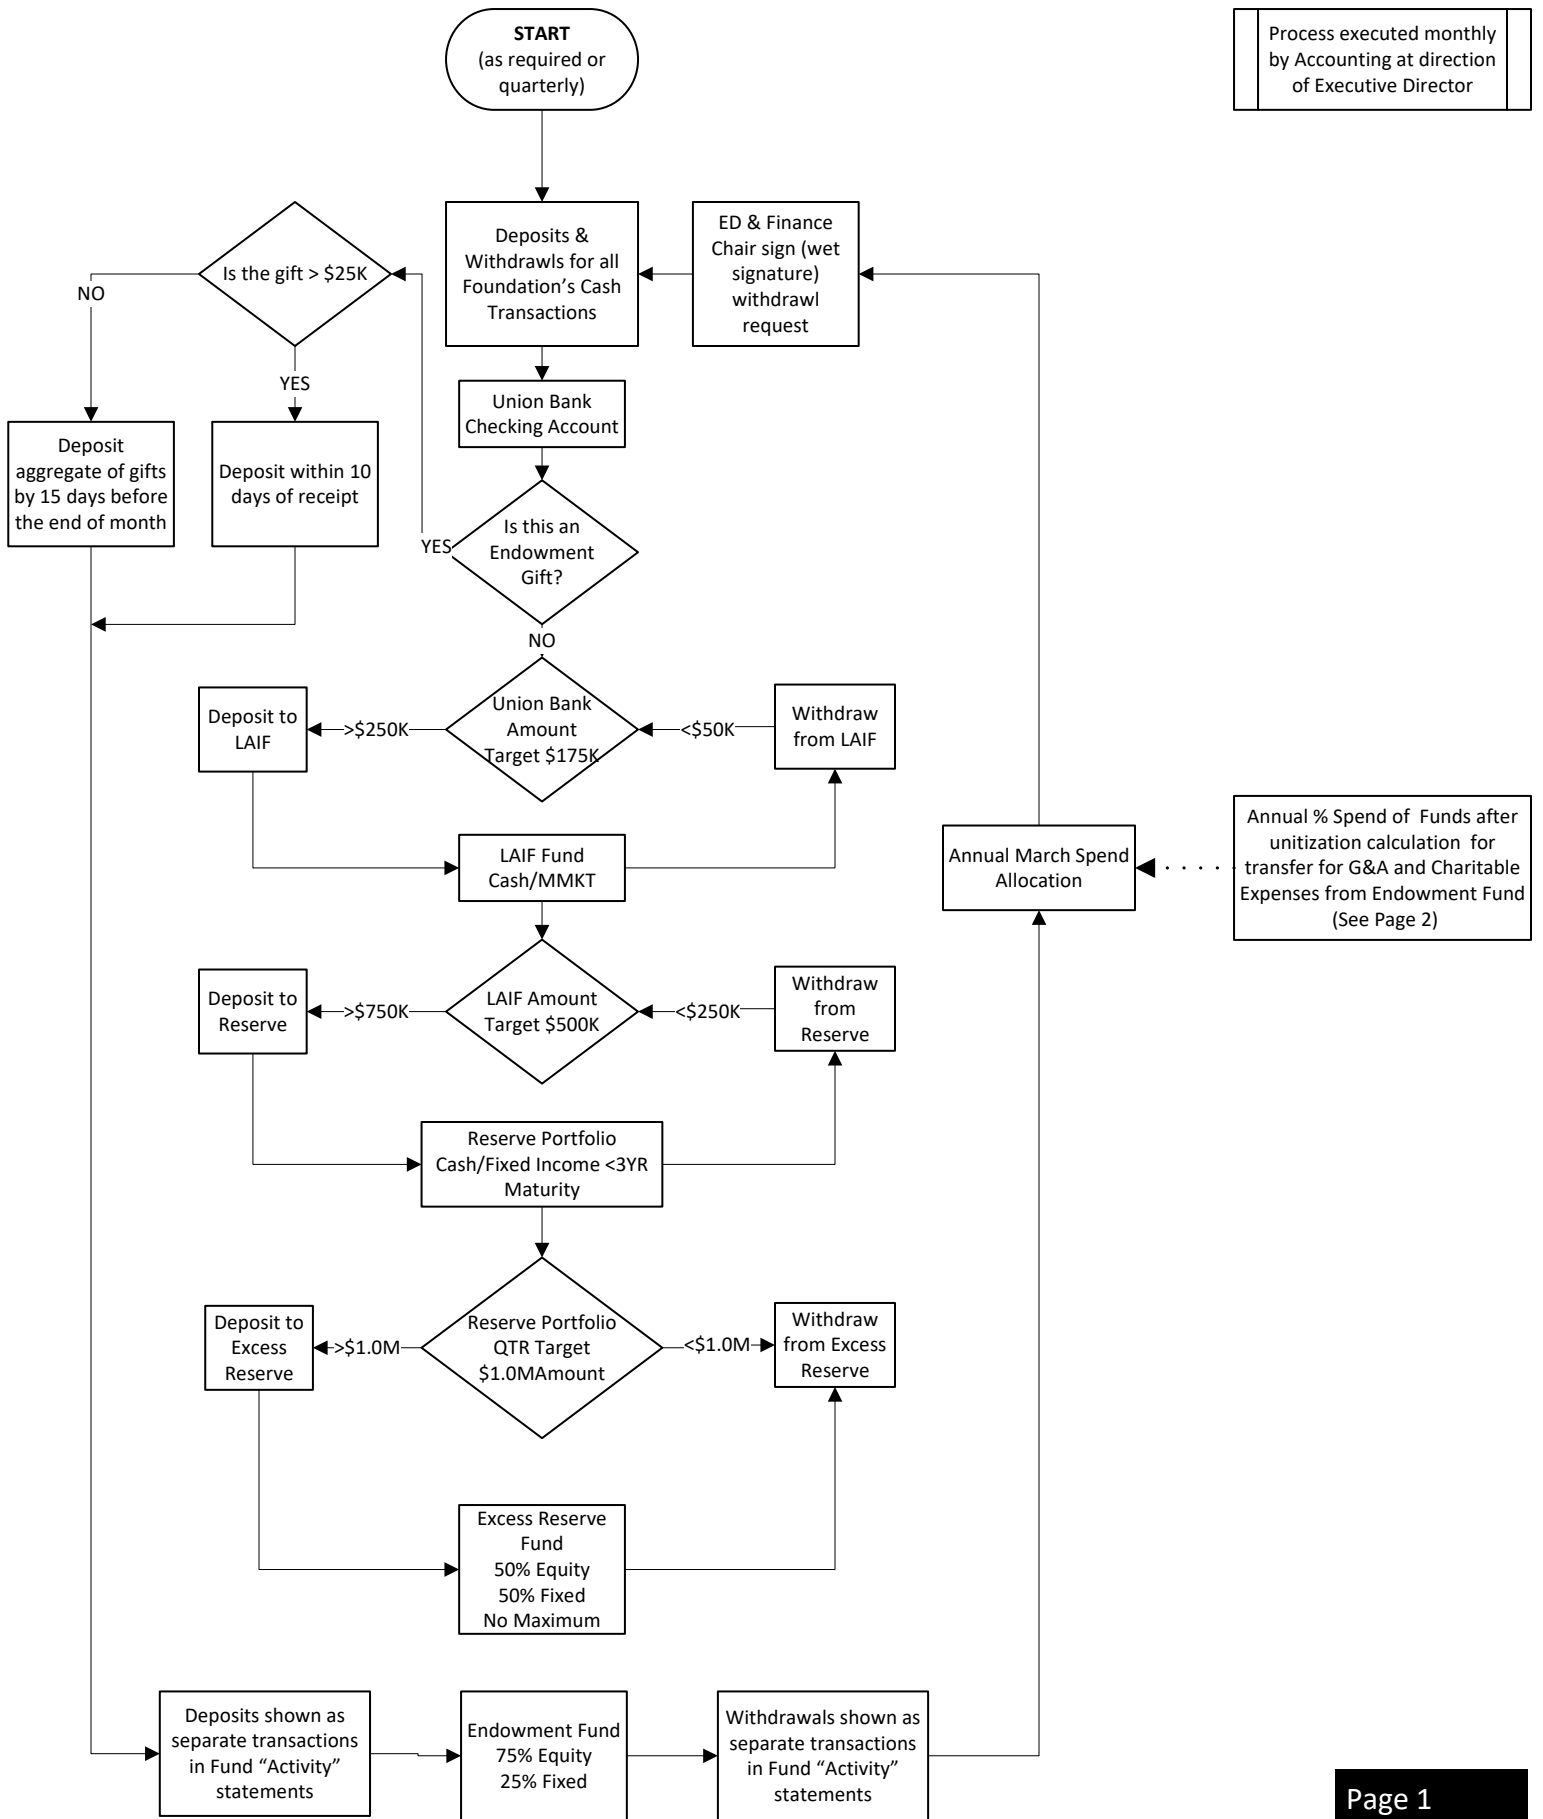 START
(as required or
quarterly)
Process executed monthly
by Accounting at direction
of Executive Director
Is the gift > $25K
Deposits &
Withdrawls for all
Foundation’s Cash
Transactions
ED & Finance
Chair sign (wet
signature)
withdrawl
request
NO
YES
Union Bank
Checking Account
Deposit
aggregate of gifts
by 15 days before
the end of month
Deposit within 10
days of receipt
Is this an
Endowment
Gift?
YES
NO
Deposit to
LAIF
>$250K
Union Bank
Amount
Target $175K
<$50K
Withdraw
from LAIF
LAIF Fund
Cash/MMKT
Annual March Spend
Allocation
Annual % Spend of  Funds after
unitization calculation  for
transfer for G&A and Charitable
Expenses from Endowment Fund
(See Page 2)
Deposit to
Reserve
>$750K
LAIF Amount
Target $500K
<$250K
Withdraw
from
Reserve
Reserve Portfolio
Cash/Fixed Income <3YR
Maturity
Deposit to
Excess
Reserve
>$1.0M
Reserve Portfolio
QTR Target
$1.0MAmount
<$1.0M
Withdraw
from Excess
Reserve
Excess Reserve
Fund
50% Equity
50% Fixed
No Maximum
Deposits shown as
separate transactions
in Fund “Activity”
statements
Endowment Fund
75% Equity
25% Fixed
Withdrawals shown as
separate transactions
in Fund “Activity”
statements
Page 1